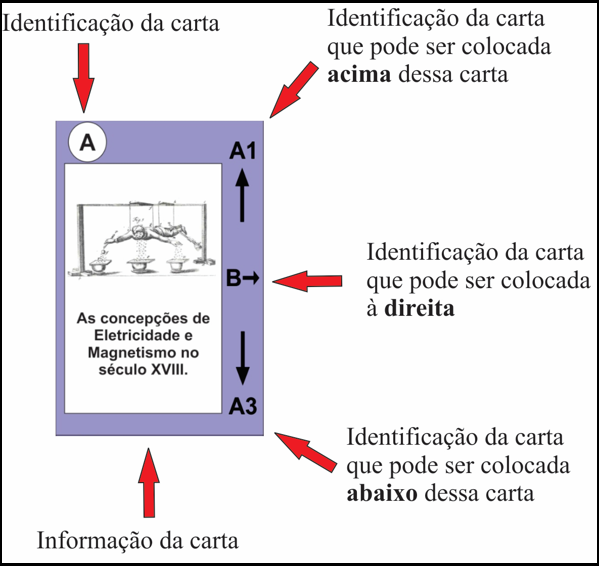 Identificação da carta
Identificação da carta
que pode ser colocada
acima dessa carta
A
A1
B→
As concepções de
Eletricidade e
Magnetismo no
século XVIII.
A3
Identificação da carta
que pode ser colocada
à direita
Identificação da carta
que pode ser colocada
abaixo dessa carta
Informação da carta